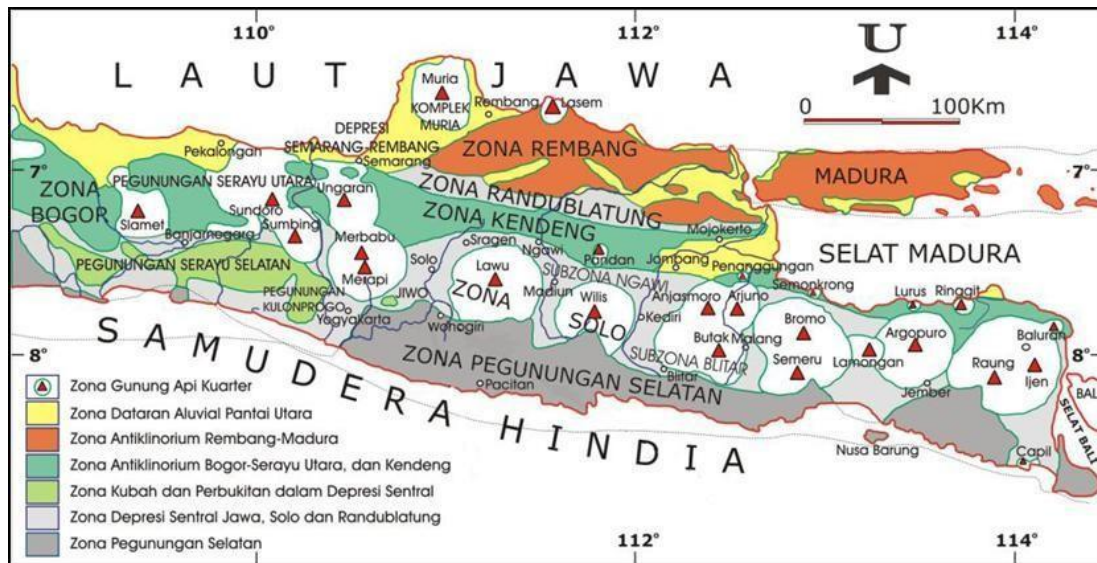 110°
112°
114°
LAUT JAWA
U
0 100Km
Muria
KOMPLEK
MURIA
Rembang
Lasem
DEPRESI
SEMARANG-REMBANG
Semarang
Pekalongan
ZONA REMBANG
MADURA
7°
7°
ZONA
BOGOR
PEGUNUNGAN SERAYU UTARA
Ungaran
Slamet
Sundoro
Sumbing
Banjarnegara
PEGUNUNGAN SERAYU SELATAN
ZONA RANDUBLATUNG
ZONA KENDENG
Mojokerto
SELAT MADURA
Merbabu
Merapi
Sragen
Ngawi
Pandan
Jombang
Penanggungan
Semonkrong
Lurus
Ringgit
Solo
Lawu
SUBZONA NGAWI
Madiun
Wilis
Anjasmoro
Arjuno
Bromo
Argopuro
Baluran
PEGUNUNGAN
KULONPROGO
JIWO
ZONA
SOLO
Yogyakarta
Wonogiri
Kediri
Butak
Malang
SUBZONA BLITAR
Blitar
Semeru
Lamongan
Raung
Ijen
Jember
BALI
SELAT BALI
8°
8°
ZONA PEGUNUNGAN SELATAN
Pacitan
SAMUDERA HINDIA
Nusa Barung
Capil
Zona Gunung Api Kuarter
Zona Dataran Aluvial Pantai Utara
Zona Antiklinorium Rembang-Madura
Zona Antiklinorium Bogor-Serayu Utara, dan Kendeng
Zona Kubah dan Perbukitan dalam Depresi Sentral
Zona Depresi Sentral Jawa, Solo dan Randublatung
Zona Pegunungan Selatan
112°
114°